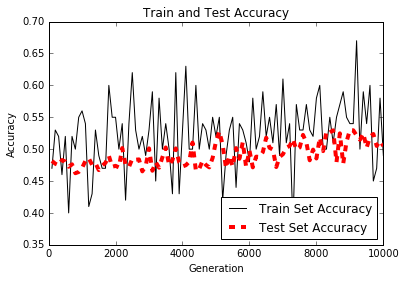 Train and Test Accuracy
0.70
0.65
0.60
0.55
0.50
0.45
0.40
0.35
Accuracy
0 2000 4000 6000 8000 10000
Generation
Train Set Accuracy
Test Set Accuracy